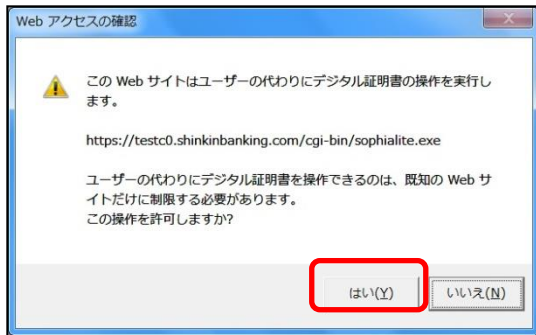 Web アクセスの確認
この Web サイトはユーザーの代わりにデジタル証明書の操作を実行し
ます。
https://testc0.shinkinbanking.com/cgi-bin/sophialite.exe
ユーザーの代わりにデジタル証明書を操作できるのは、既知の Web サ
イトだけに制限する必要があります。
この操作を許可しますか?
はい(Y)
いいえ(N)